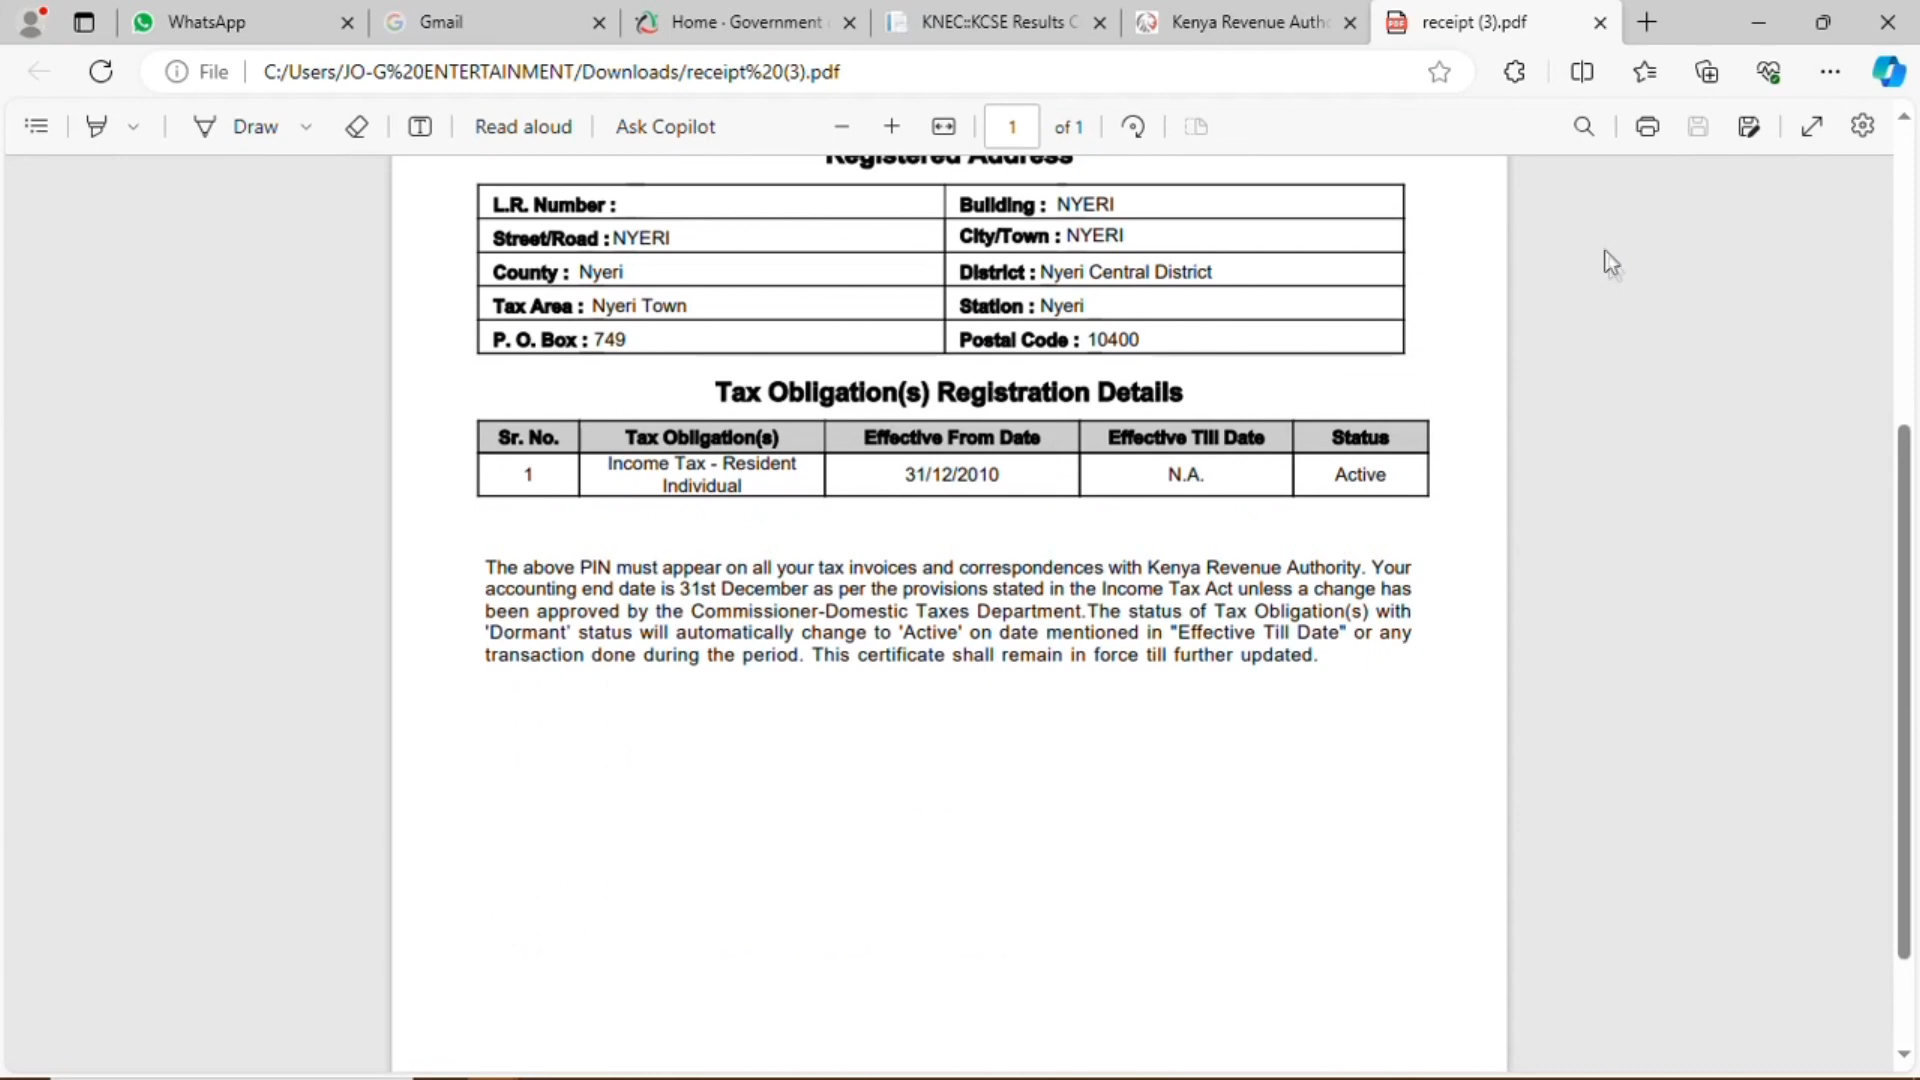 WhatsApp
Gmail
Home - Government
KNEC::KCSE Results C
Kenya Revenue Autho
receipt (3).pdf
File
C:/Users/JO-G%20ENTERTAINMENT/Downloads/receipt%20(3).pdf
Draw
Read aloud
Ask Copilot
1
of 1
Registered Address
L.R. Number :
Building : NYERI
Street/Road : NYERI
City/Town : NYERI
County : Nyeri
District : Nyeri Central District
Tax Area : Nyeri Town
Station : Nyeri
P. O. Box : 749
Postal Code : 10400
Tax Obligation(s) Registration Details
Sr. No. Tax Obligation(s) Effective From Date Effective Till Date Status
1 Income Tax - Resident Individual 31/12/2010 N.A. Active
The above PIN must appear on all your tax invoices and correspondences with Kenya Revenue Authority. Your
accounting end date is 31st December as per the provisions stated in the Income Tax Act unless a change has
been approved by the Commissioner-Domestic Taxes Department.The status of Tax Obligation(s) with
'Dormant' status will automatically change to 'Active' on date mentioned in "Effective Till Date" or any
transaction done during the period. This certificate shall remain in force till further updated.